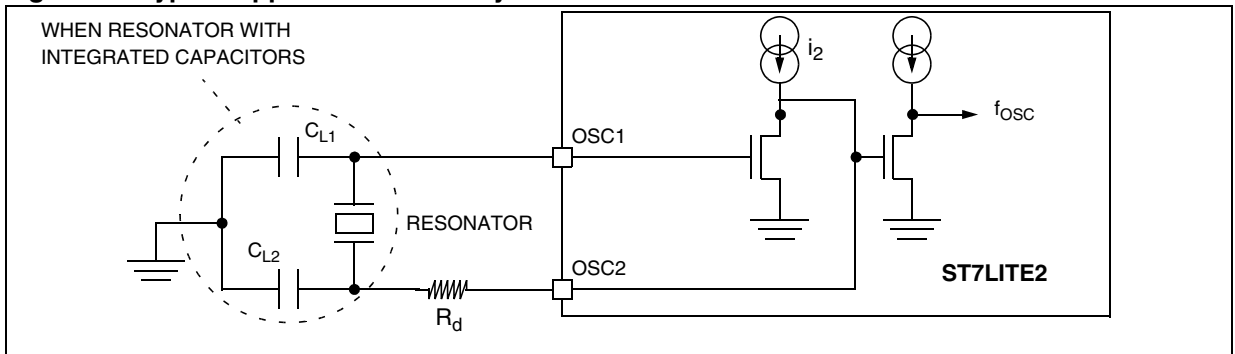 WHEN RESONATOR WITH
INTEGRATED CAPACITORS
CL1
OSC1
i2
fOSC
RESONATOR
CL2
OSC2
Rd
ST7LITE2